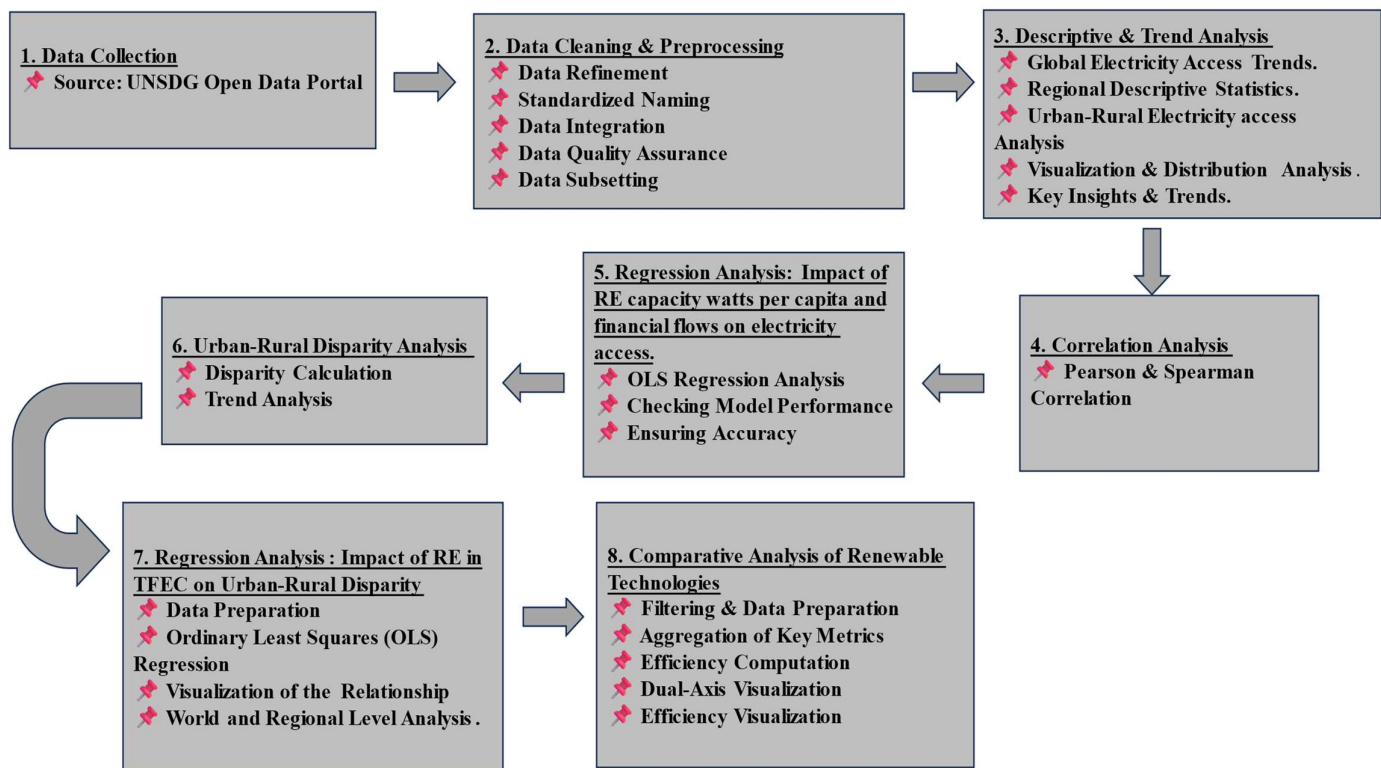 1. Data Collection
Source: UNSDG Open Data Portal
2. Data Cleaning & Preprocessing
Data Refinement
Standardized Naming
Data Integration
Data Quality Assurance
Data Subsetting
3. Descriptive & Trend Analysis
Global Electricity Access Trends.
Regional Descriptive Statistics.
Urban-Rural Electricity access
Analysis
Visualization & Distribution Analysis.
Key Insights & Trends.
4. Correlation Analysis
Pearson & Spearman
Correlation
5. Regression Analysis: Impact of
RE capacity watts per capita and
financial flows on electricity
access.
OLS Regression Analysis
Checking Model Performance
Ensuring Accuracy
6. Urban-Rural Disparity Analysis
Disparity Calculation
Trend Analysis
7. Regression Analysis : Impact of RE in
TFEC on Urban-Rural Disparity
Data Preparation
Ordinary Least Squares (OLS)
Regression
Visualization of the Relationship
World and Regional Level Analysis.
8. Comparative Analysis of Renewable
Technologies
Filtering & Data Preparation
Aggregation of Key Metrics
Efficiency Computation
Dual-Axis Visualization
Efficiency Visualization